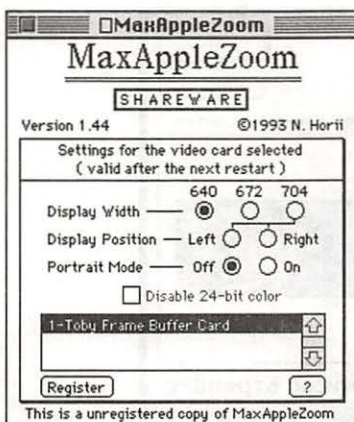 MaxAppleZoom
MaxAppleZoom
SHAREWARE
Version 1.44 ©1993 N. Horii
Settings for the video card selected
( valid after the next restart )
640 672 704
Display Width
Display Position Left Right
Portrait Mode Off On
Disable 24-bit color
1-Toby Frame Buffer Card
Register ?
This is a unregistered copy of MaxAppleZoom